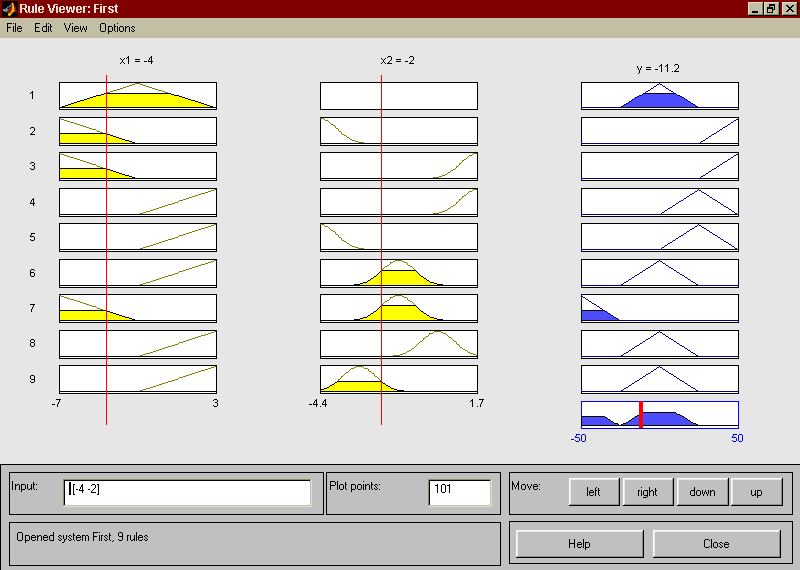 Rule Viewer: First
File Edit View Options
x1 = -4
x2 = -2
y = -11.2
1
2
3
4
5
6
7
8
9
-7
3
-4.4
1.7
-50
50
Input:
[-4 -2]
Plot points:
101
Move:
left
right
down
up
Opened system First, 9 rules
Help
Close